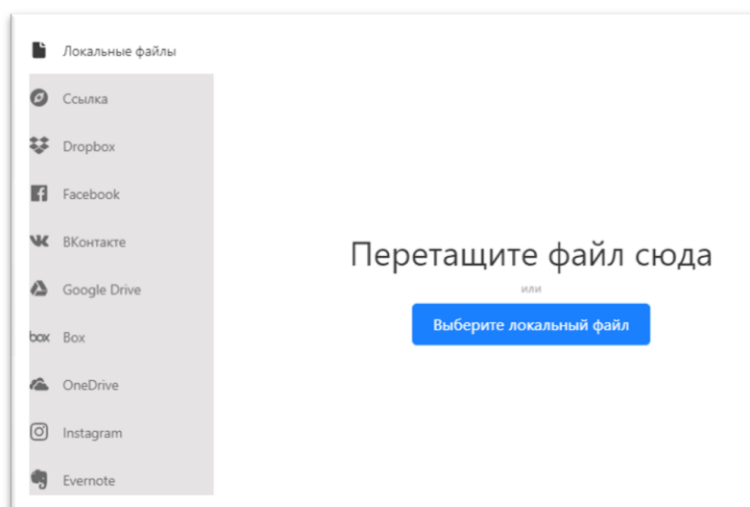 Локальные файлы
Ссылка
Dropbox
Facebook
ВКонтакте
Google Drive
box Box
OneDrive
Instagram
Evernote
Перетащите файл сюда
или
Выберите локальный файл